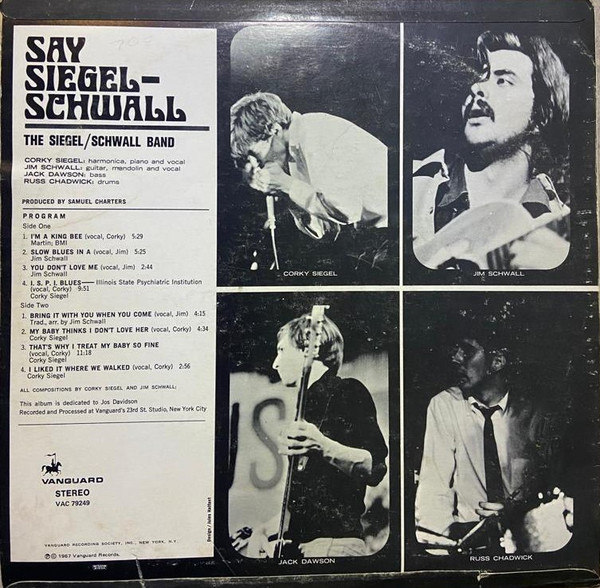 SAY
SIEGEL–
SCHWALL
THE SIEGEL/SCHWALL BAND
CORKY SIEGEL: harmonica, piano and vocal
JIM SCHWALL: guitar, mandolin and vocal
JACK DAWSON: bass
RUSS CHADWICK: drums
PRODUCED BY SAMUEL CHARTERS
PROGRAM
Side One
1. I'M A KING BEE (vocal, Corky) 5:29
Martin; BMI
2. SLOW BLUES IN A (vocal, Jim) 5:25
Jim Schwall
3. YOU DON'T LOVE ME (vocal, Jim) 2:44
Jim Schwall
4. I. S. P. I. BLUES—— Illinois State Psychiatric Institution
(vocal, Corky) 9:51
Corky Siegel
Side Two
1. BRING IT WITH YOU WHEN YOU COME (vocal, Jim) 4:15
Trad., arr. by Jim Schwall
2. MY BABY THINKS I DON'T LOVE HER (vocal, Corky) 4:34
Corky Siegel
3. THAT'S WHY I TREAT MY BABY SO FINE
(vocal, Corky) 11:18
Corky Siegel
4. I LIKED IT WHERE WE WALKED (vocal, Corky) 2:56
Corky Siegel
ALL COMPOSITIONS BY CORKY SIEGEL AND JIM SCHWALL;
This album is dedicated to Jos Davidson
Recorded and Processed at Vanguard's 23rd St. Studio, New York City
VANGUARD
STEREO
VAC 79249
VANGUARD RECORDING SOCIETY, INC., NEW YORK, N.Y.
℗ © 1967 Vanguard Records.
Design / Jules Halfant
CORKY SIEGEL
JIM SCHWALL
US
JACK DAWSON
RUSS CHADWICK